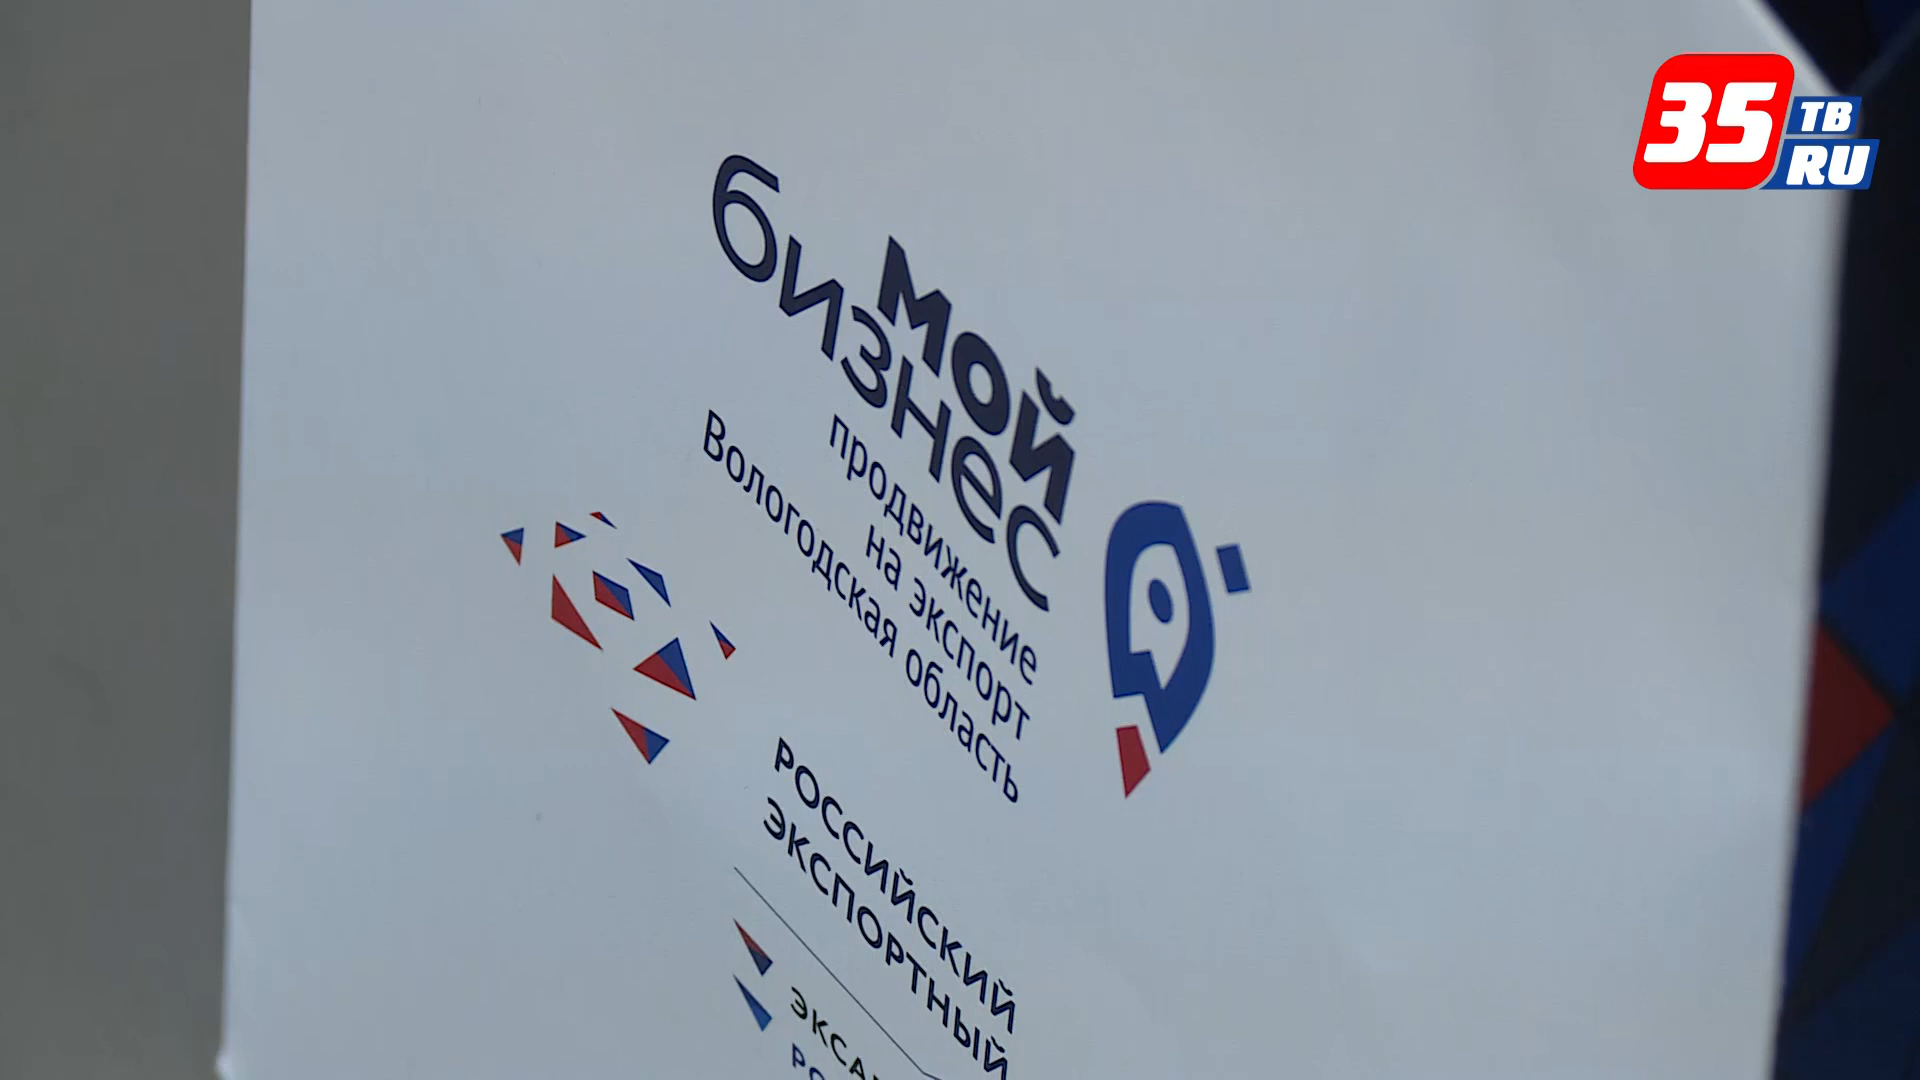 35
ТВ
RU
мой
бизнес
продвижение
на экспорт
Вологодская область
РОССИЙСКИЙ
ЭКСПОРТНЫЙ